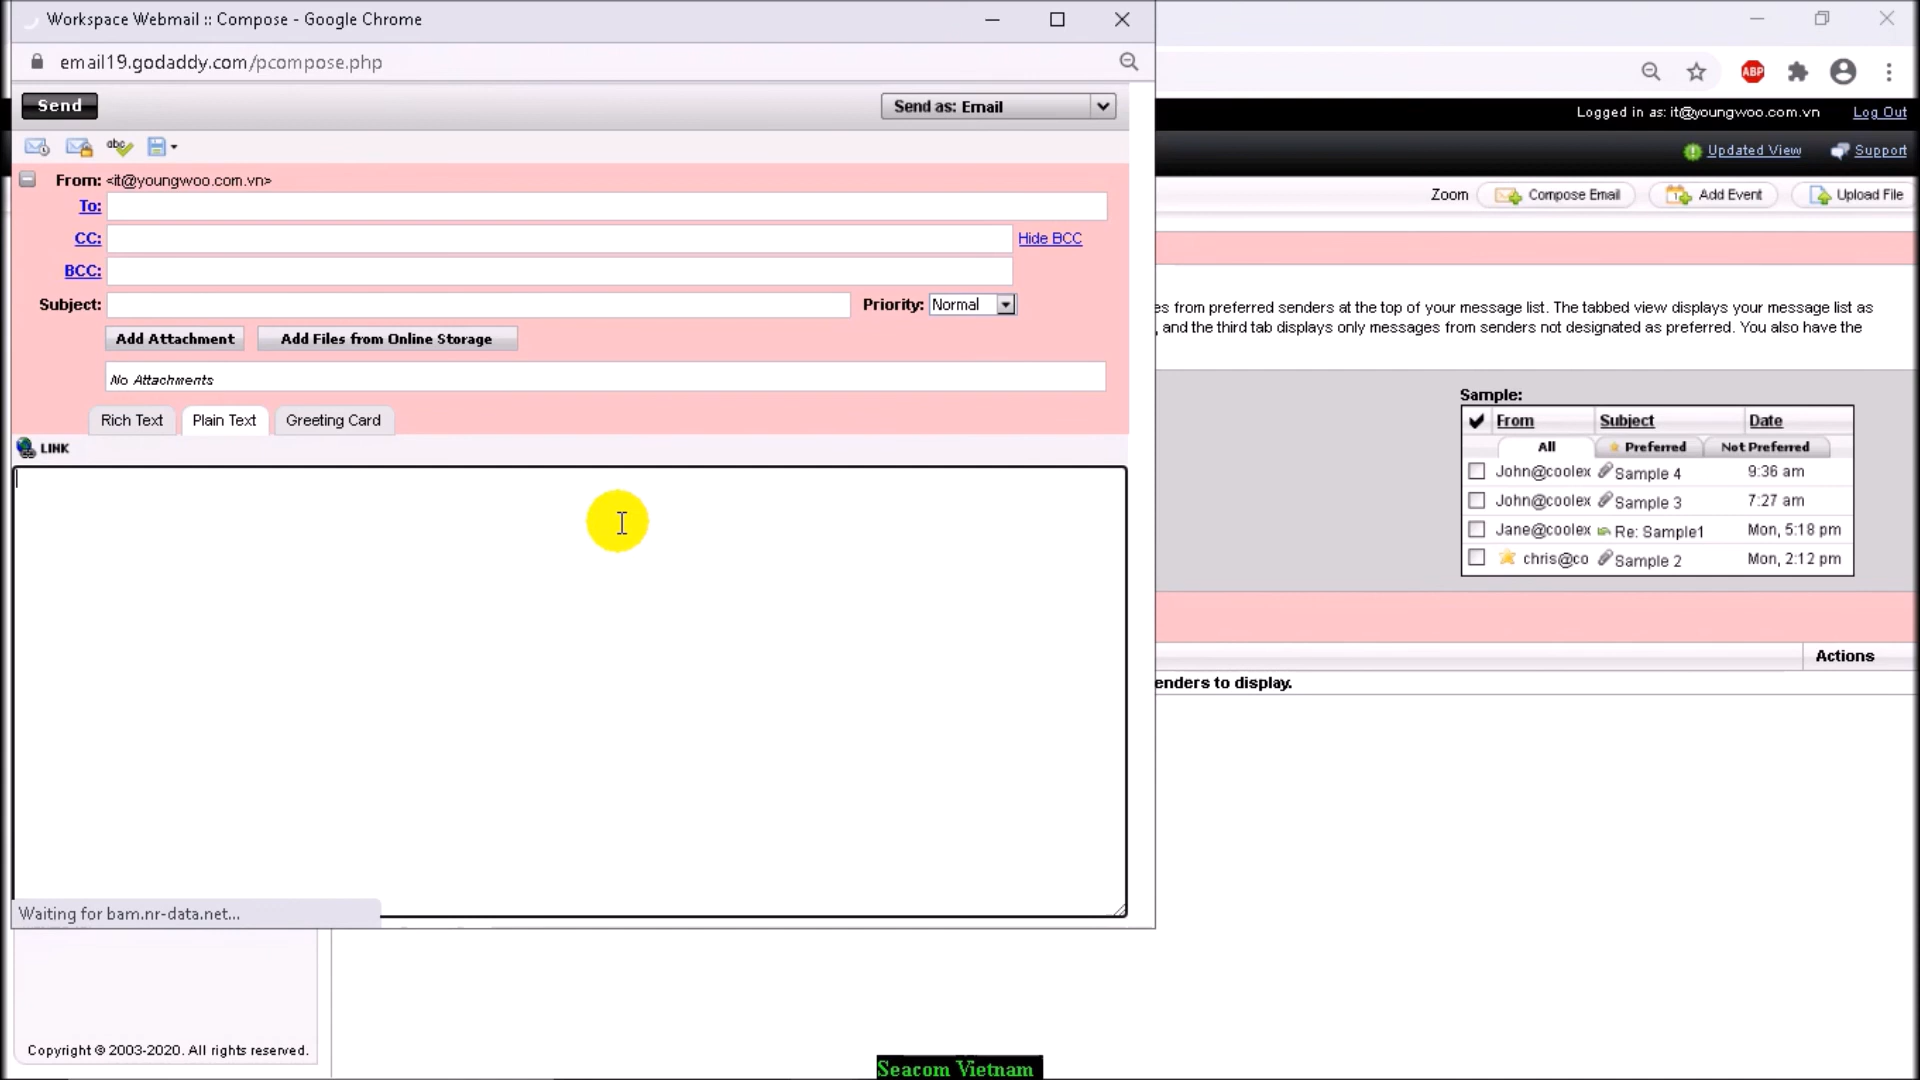 Workspace Webmail :: Compose - Google Chrome
email19.godaddy.com/pcompose.php
Send
Send as: Email
ABP
Logged in as: it@youngwoo.com.vn
Log Out
Updated View
Support
abc
From: <it@youngwoo.com.vn>
To:
CC:
Hide BCC
BCC:
Subject:
Priority: Normal
Zoom
Compose Email
Add Event
Upload File
Add Attachment
Add Files from Online Storage
No Attachments
Rich Text
Plain Text
Greeting Card
LINK
es from preferred senders at the top of your message list. The tabbed view displays your message list as
, and the third tab displays only messages from senders not designated as preferred. You also have the
Sample:
From Subject Date
All Preferred Not Preferred
John@coolex Sample 4 9:36 am
John@coolex Sample 3 7:27 am
Jane@coolex Re: Sample1 Mon, 5:18 pm
chris@co Sample 2 Mon, 2:12 pm
Actions
enders to display.
Waiting for bam.nr-data.net...
Copyright © 2003-2020. All rights reserved.
Seacom Vietnam